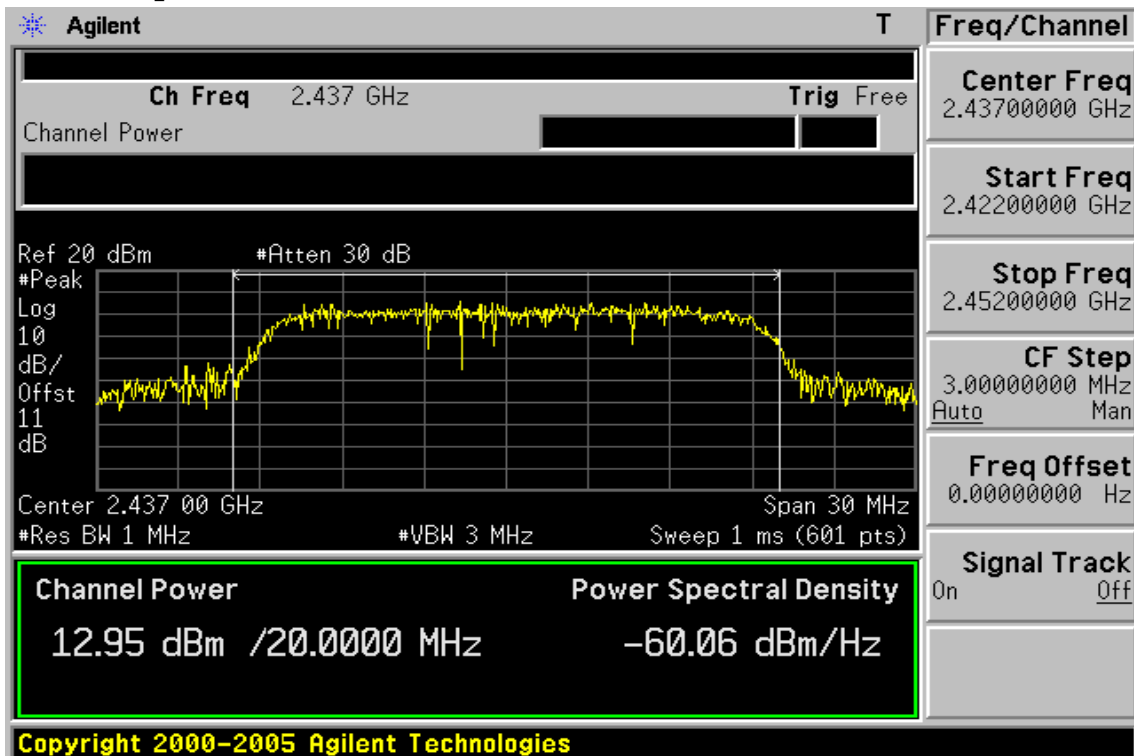 Agilent T
Ch Freq 2.437 GHz Trig Free
Channel Power
Ref 20 dBm #Atten 30 dB
#Peak
Log
10
dB/
Offst
11
dB
Center 2.437 00 GHz Span 30 MHz
#Res BW 1 MHz #VBW 3 MHz Sweep 1 ms (601 pts)
Channel Power Power Spectral Density
12.95 dBm /20.0000 MHz -60.06 dBm/Hz
Copyright 2000-2005 Agilent Technologies
Freq/Channel
Center Freq
2.43700000 GHz
Start Freq
2.42200000 GHz
Stop Freq
2.45200000 GHz
CF Step
3.00000000 MHz
Auto Man
Freq Offset
0.00000000 Hz
Signal Track
On Off